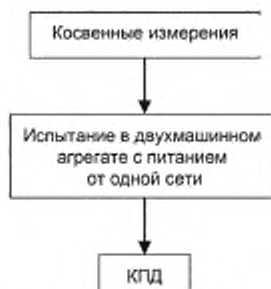 Косвенные измерения
Испытание в двухмашинном
агрегате с питанием
от одной сети
КПД